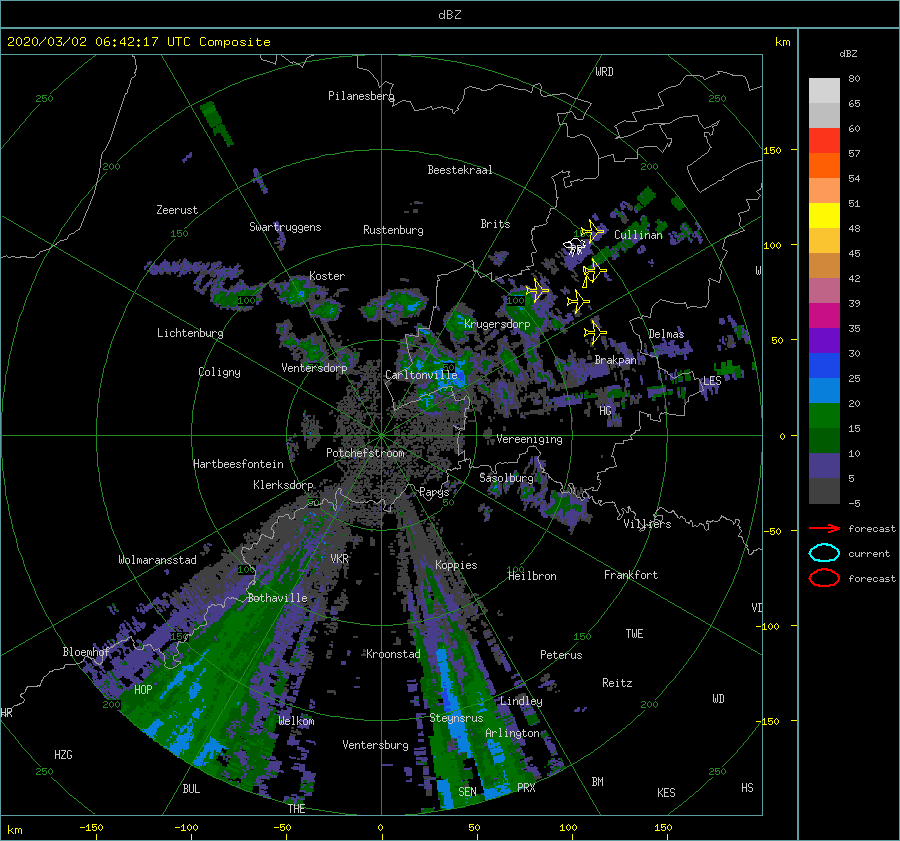 dBZ
2020/03/02 06:42:17 UTC Composite
km
dBZ
WRD
80
250
250
Pilanesberg
65
60
150
57
200
Beestekraal
200
54
Zeerust
51
Swartruggens
Brits
150
Rustenburg
Cullinan
48
100
45
Koster
W
42
100
100
39
Lichtenburg
Krugersdorp
Delmas
35
50
30
Ventersdorp
Brakpan
Coligny
Carltonville
LES
25
HG
20
15
Vereeniging
0
Potchefstroom
10
Hartbeesfontein
Klerksdorp
Sasolburg
5
Parys
50
50
-5
Villiers
forecast
-50
Wolmaransstad
VKR
current
Koppies
100
100
Heilbron
Frankfort
forecast
Bothaville
VD
-100
150
150
TWE
Bloemhof
Kroonstad
Peterus
HOP
Reitz
200
Lindley
200
WD
HR
Welkom
Steynsrus
-150
Arlington
HZG
Ventersburg
250
250
BUL
SEN
PRX
BM
KES
HS
THE
km
-150
-100
-50
0
50
100
150